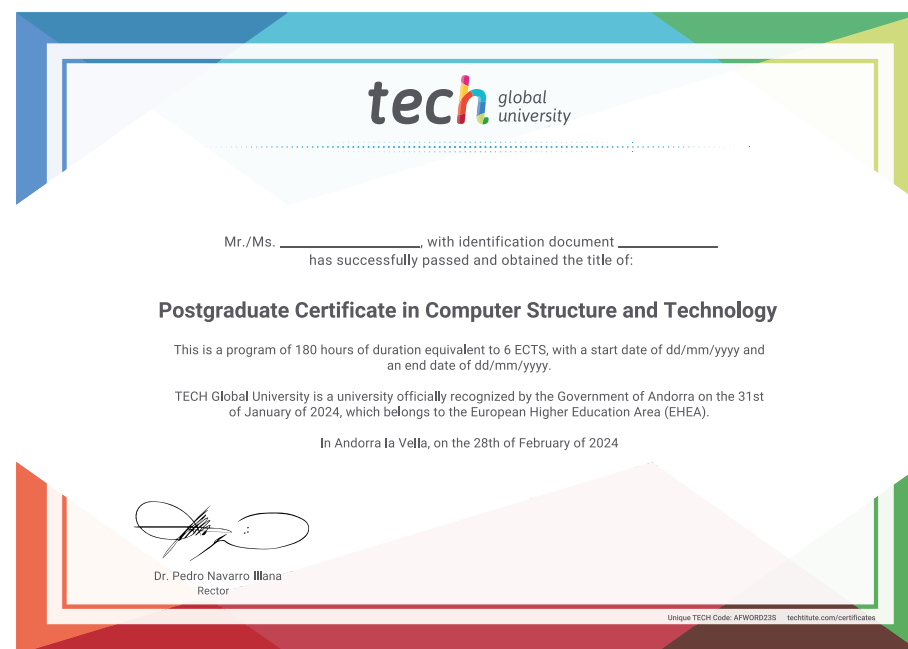 tech global university
Mr./Ms. ____________________, with identification document ______________
has successfully passed and obtained the title of:
Postgraduate Certificate in Computer Structure and Technology
This is a program of 180 hours of duration equivalent to 6 ECTS, with a start date of dd/mm/yyyy and
an end date of dd/mm/yyyy.
TECH Global University is a university officially recognized by the Government of Andorra on the 31st
of January of 2024, which belongs to the European Higher Education Area (EHEA).
In Andorra la Vella, on the 28th of February of 2024
Dr. Pedro Navarro Illana
Rector
Unique TECH Code: AFWORD23S techtitute.com/certificates